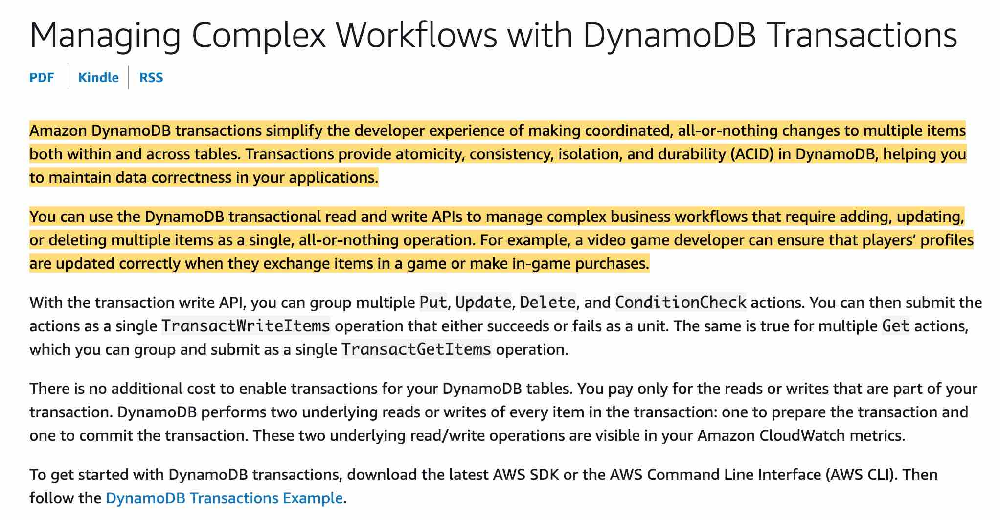 Managing Complex Workflows with DynamoDB Transactions
PDF | Kindle | RSS
Amazon DynamoDB transactions simplify the developer experience of making coordinated, all-or-nothing changes to multiple items
both within and across tables. Transactions provide atomicity, consistency, isolation, and durability (ACID) in DynamoDB, helping you
to maintain data correctness in your applications.
You can use the DynamoDB transactional read and write APIs to manage complex business workflows that require adding, updating,
or deleting multiple items as a single, all-or-nothing operation. For example, a video game developer can ensure that players’ profiles
are updated correctly when they exchange items in a game or make in-game purchases.
With the transaction write API, you can group multiple Put, Update, Delete, and ConditionCheck actions. You can then submit the
actions as a single TransactWriteItems operation that either succeeds or fails as a unit. The same is true for multiple Get actions,
which you can group and submit as a single TransactGetItems operation.
There is no additional cost to enable transactions for your DynamoDB tables. You pay only for the reads or writes that are part of your
transaction. DynamoDB performs two underlying reads or writes of every item in the transaction: one to prepare the transaction and
one to commit the transaction. These two underlying read/write operations are visible in your Amazon CloudWatch metrics.
To get started with DynamoDB transactions, download the latest AWS SDK or the AWS Command Line Interface (AWS CLI). Then
follow the DynamoDB Transactions Example.